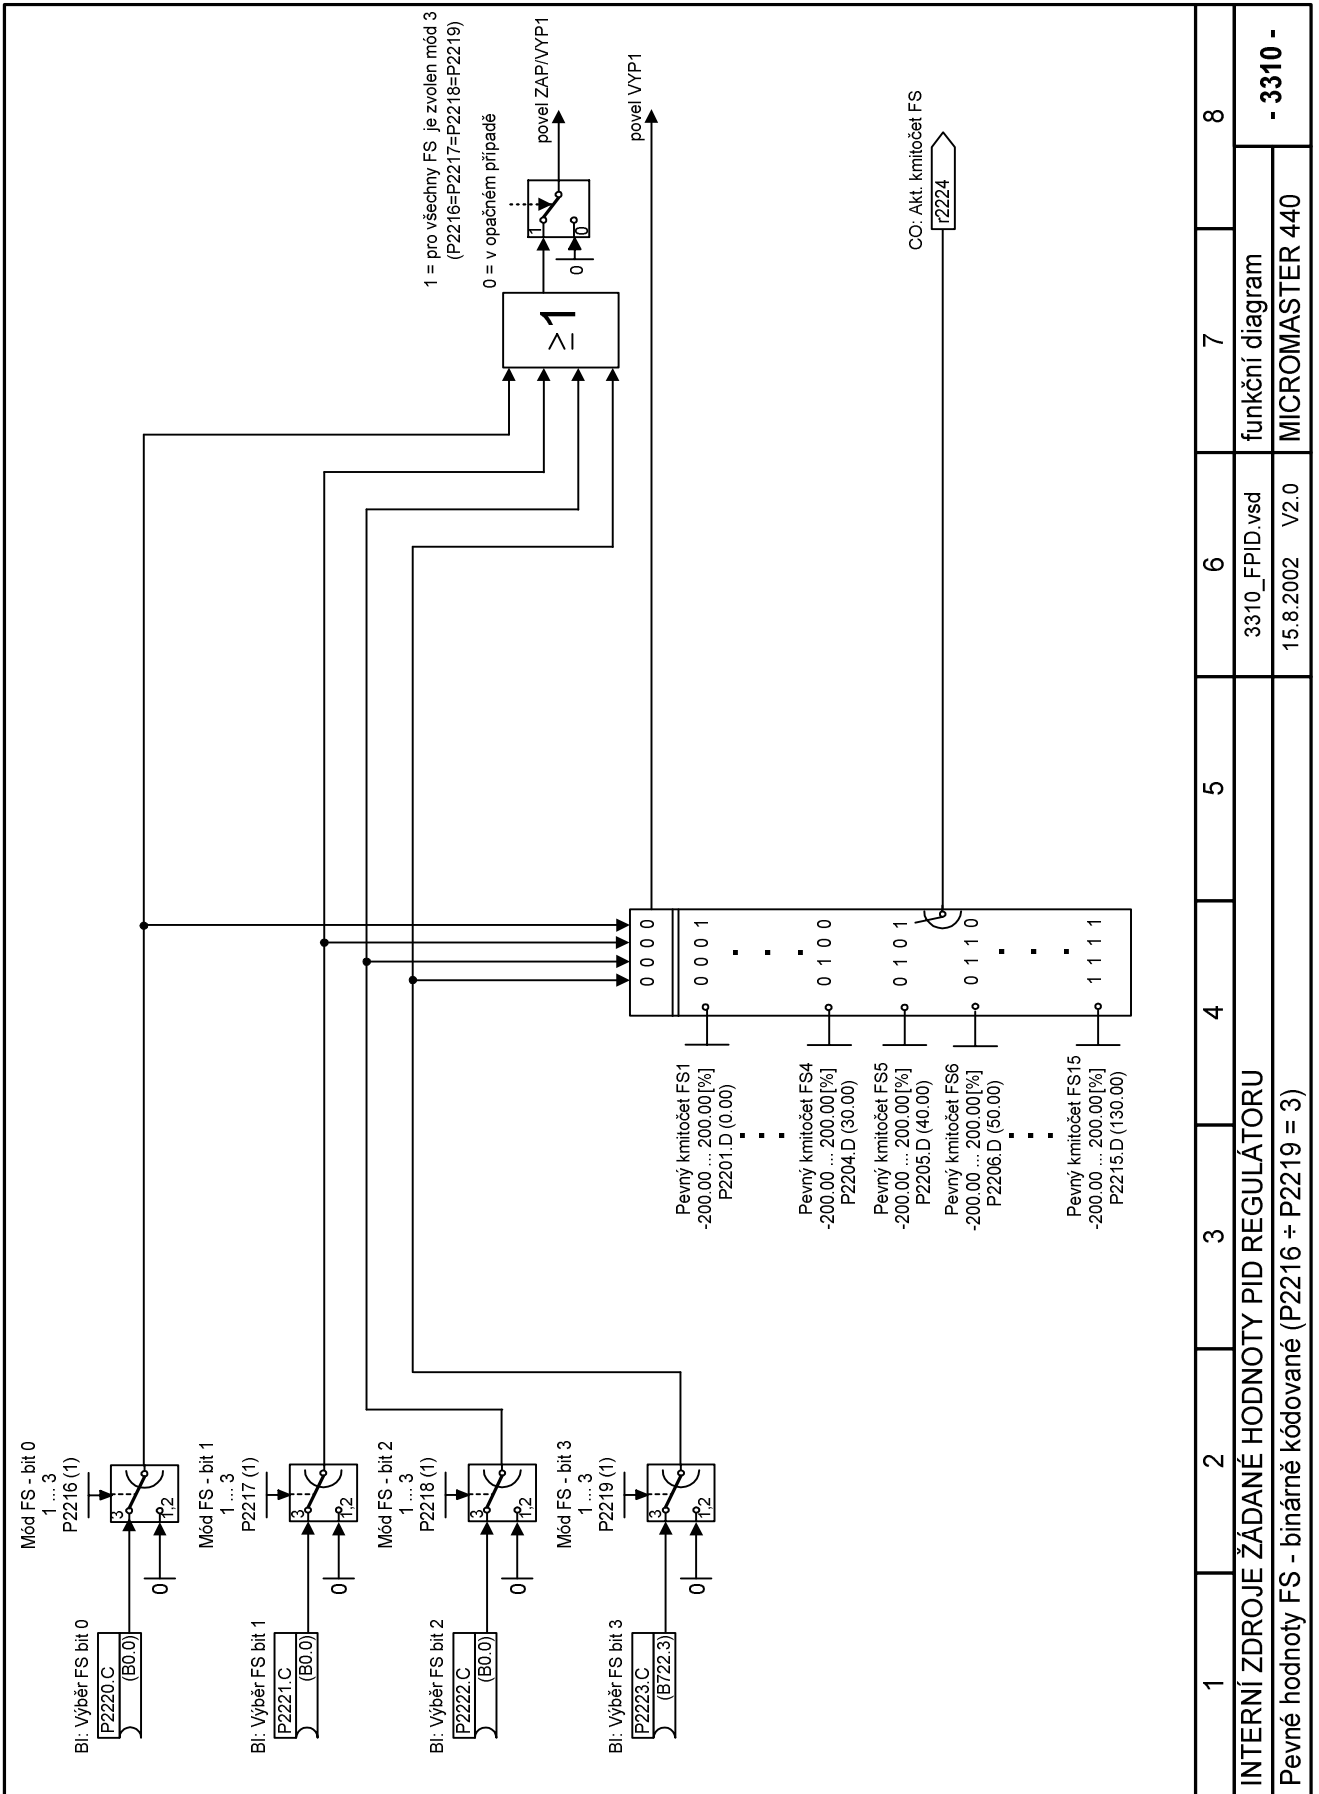 BI: Výběr FS bit 0
P2220.C
(B0.0)
Mód FS - bit 0
1 ... 3
P2216 (1)
3
1,2
0
BI: Výběr FS bit 1
P2221.C
(B0.0)
Mód FS - bit 1
1 ... 3
P2217 (1)
3
1,2
0
BI: Výběr FS bit 2
P2222.C
(B0.0)
Mód FS - bit 2
1 ... 3
P2218 (1)
3
1,2
0
BI: Výběr FS bit 3
P2223.C
(B722.3)
Mód FS - bit 3
1 ... 3
P2219 (1)
3
1,2
0
1 = pro všechny FS je zvolen mód 3
(P2216=P2217=P2218=P2219)
0 = v opačném případě
≥1
1
0
0
povel ZAP/VYP1
povel VYP1
0 0 0 0
Pevný kmitočet FS1
-200.00 ... 200.00[%]
P2201.D (0.00)
0 0 0 1
Pevný kmitočet FS4
-200.00 ... 200.00[%]
P2204.D (30.00)
0 1 0 0
Pevný kmitočet FS5
-200.00 ... 200.00[%]
P2205.D (40.00)
0 1 0 1
Pevný kmitočet FS6
-200.00 ... 200.00[%]
P2206.D (50.00)
0 1 1 0
Pevný kmitočet FS15
-200.00 ... 200.00[%]
P2215.D (130.00)
1 1 1 1
CO: Akt. kmitočet FS
r2224
1 2 3 4 5 6 7 8
INTERNÍ ZDROJE ŽÁDANÉ HODNOTY PID REGULÁTORU
3310_FPID.vsd
funkční diagram
- 3310 -
Pevné hodnoty FS - binárně kódované (P2216 ÷ P2219 = 3)
15.8.2002 V2.0
MICROMASTER 440